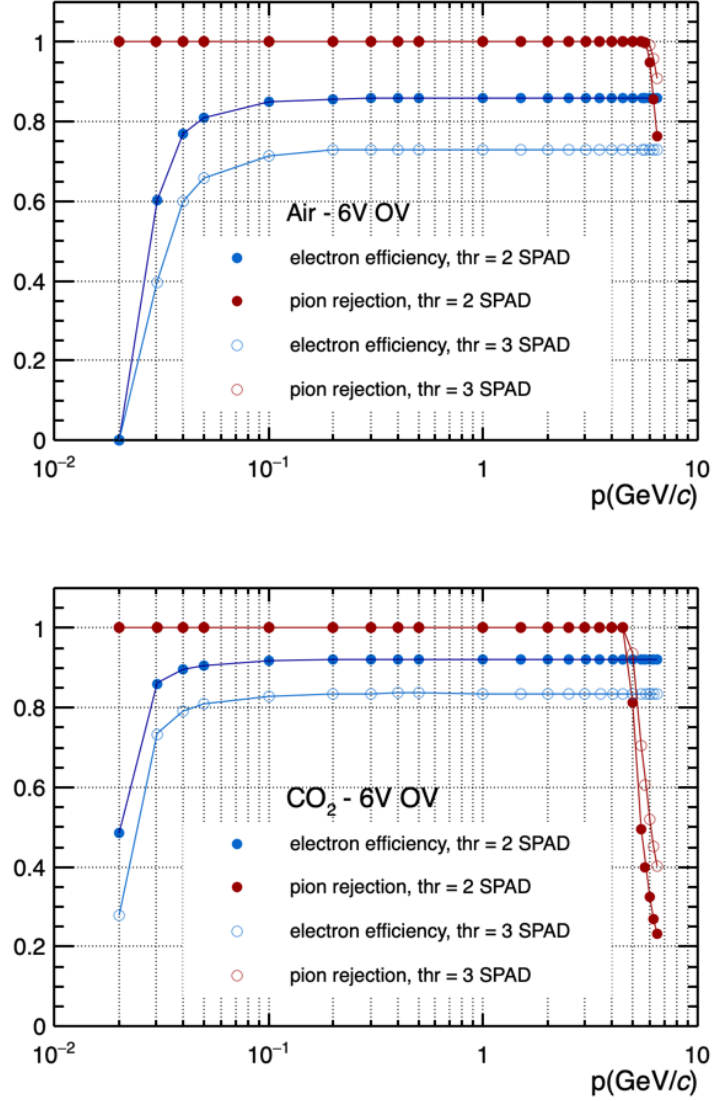 1
0.8
0.6
0.4
0.2
0
Air - 6V OV
electron efficiency, thr = 2 SPAD
pion rejection, thr = 2 SPAD
electron efficiency, thr = 3 SPAD
pion rejection, thr = 3 SPAD
10⁻² 10⁻¹ 1 10
p(GeV/c)
1
0.8
0.6
0.4
0.2
0
CO₂ - 6V OV
electron efficiency, thr = 2 SPAD
pion rejection, thr = 2 SPAD
electron efficiency, thr = 3 SPAD
pion rejection, thr = 3 SPAD
10⁻² 10⁻¹ 1 10
p(GeV/c)